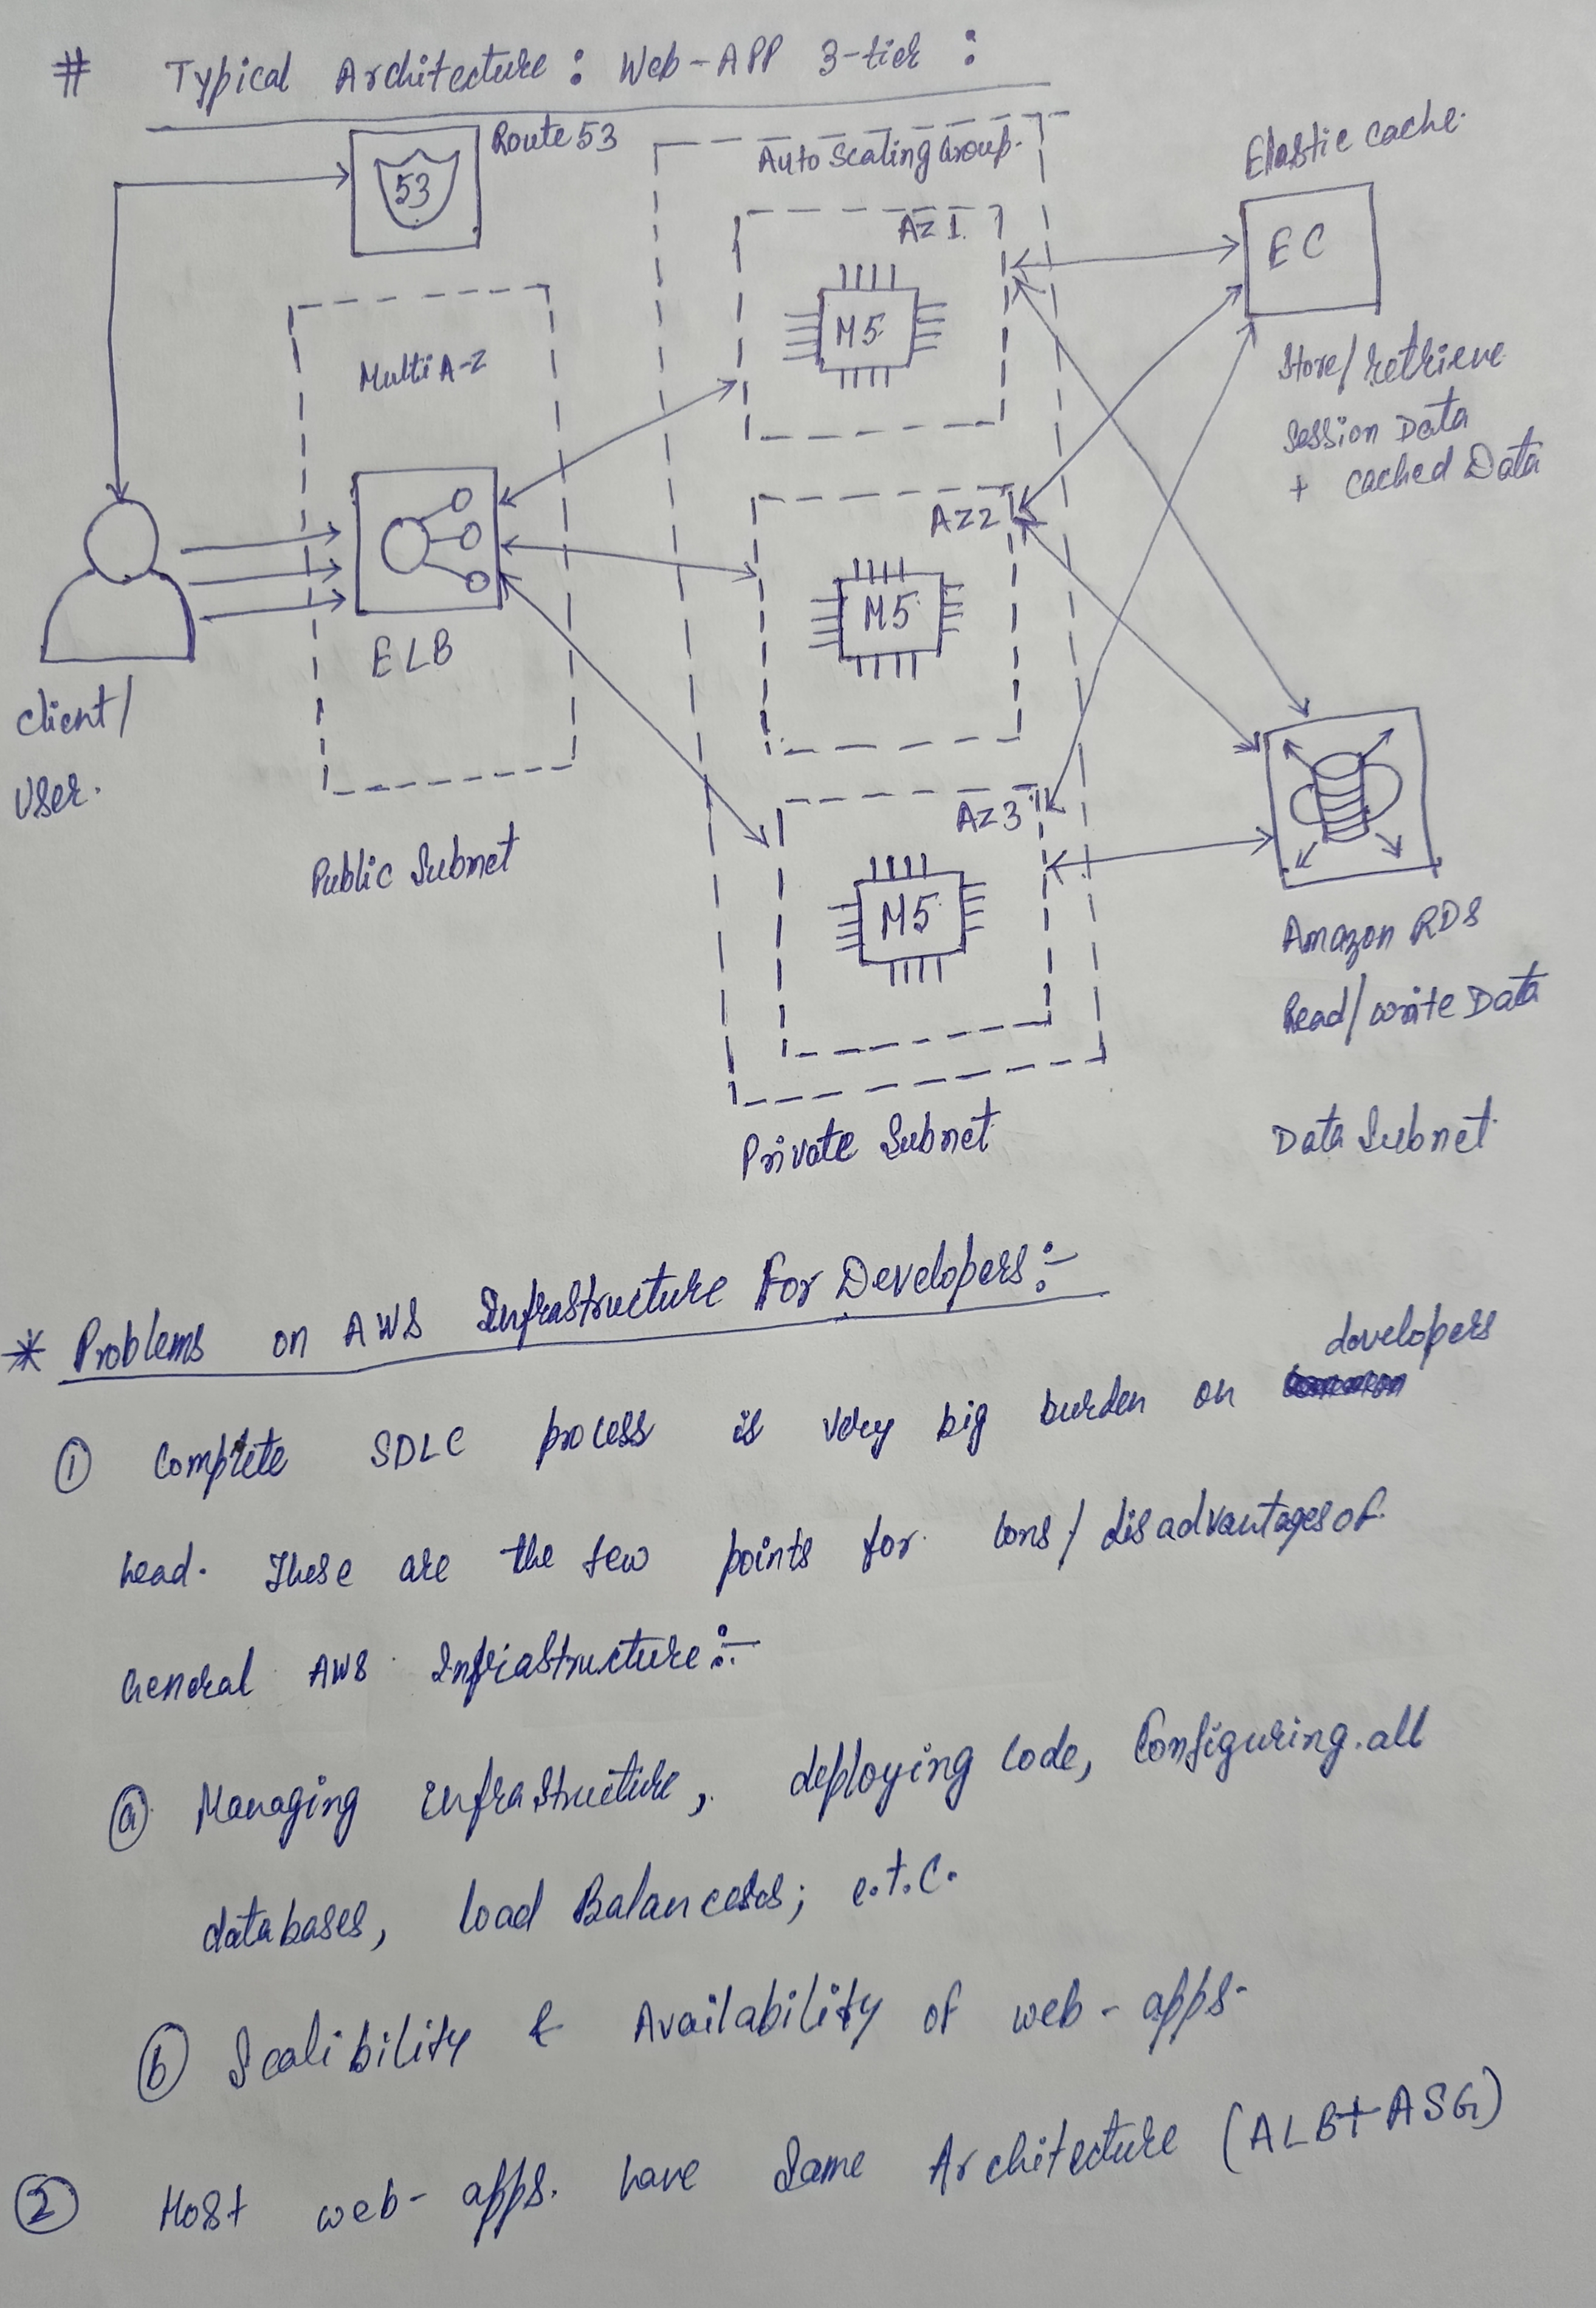 # Typical Architecture: Web-APP 3-tier:
Route 53
53
Auto Scaling Group.
Elastic cache.
AZ 1.
M5
EC
Multi A-Z
Store/retrieve
Session Data
+ cached Data
AZ2
M5
ELB
client/
User.
Public Subnet
AZ3
M5
Amazon RDS
Read/write Data
Private Subnet
Data Subnet
* Problems on AWS Infrastructure For Developers:-
developers
① Complete SDLC process is very big burden on
head. These are the few points for cons/disadvantages of
General AWS Infriastructure:-
ⓐ Managing infrastructure, deploying code, Configuring all
databases, load Balancers; e.t.c.
ⓑ Scalibility & Availability of web-apps.
② Most web-apps. have Same Architecture (ALB+ASG)